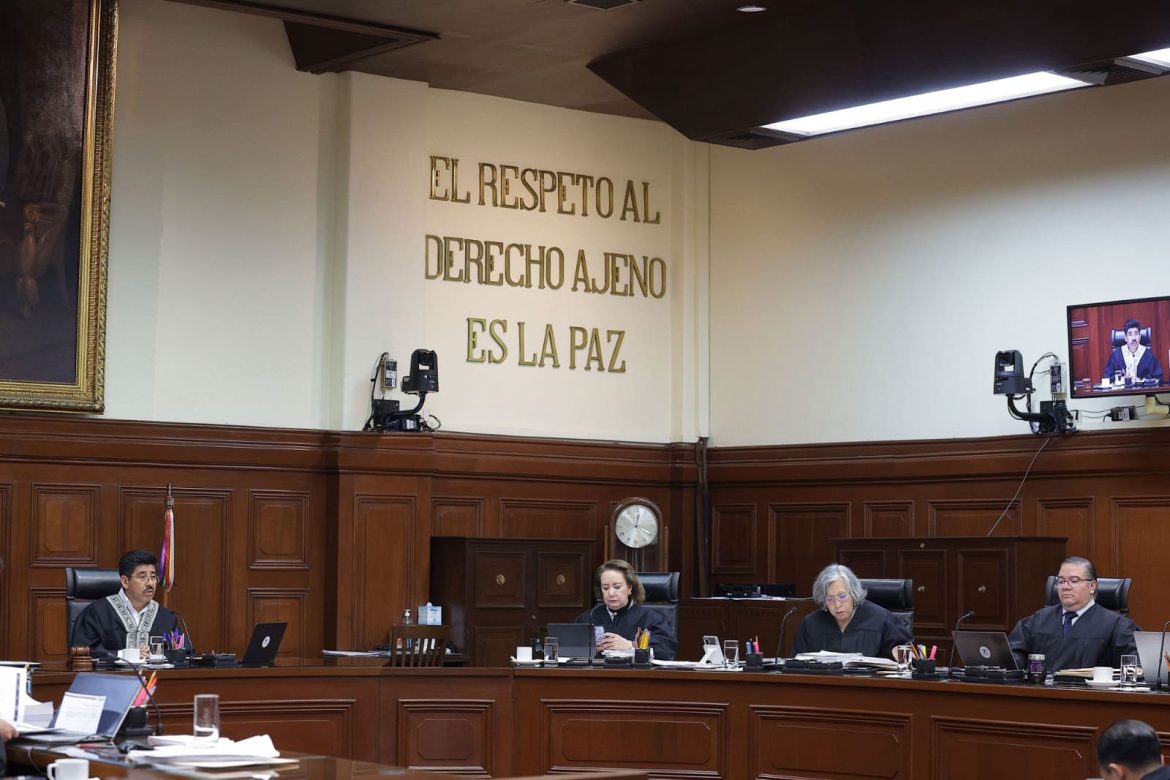 EL RESPETO AL
DERECHO AJENO
ES LA PAZ